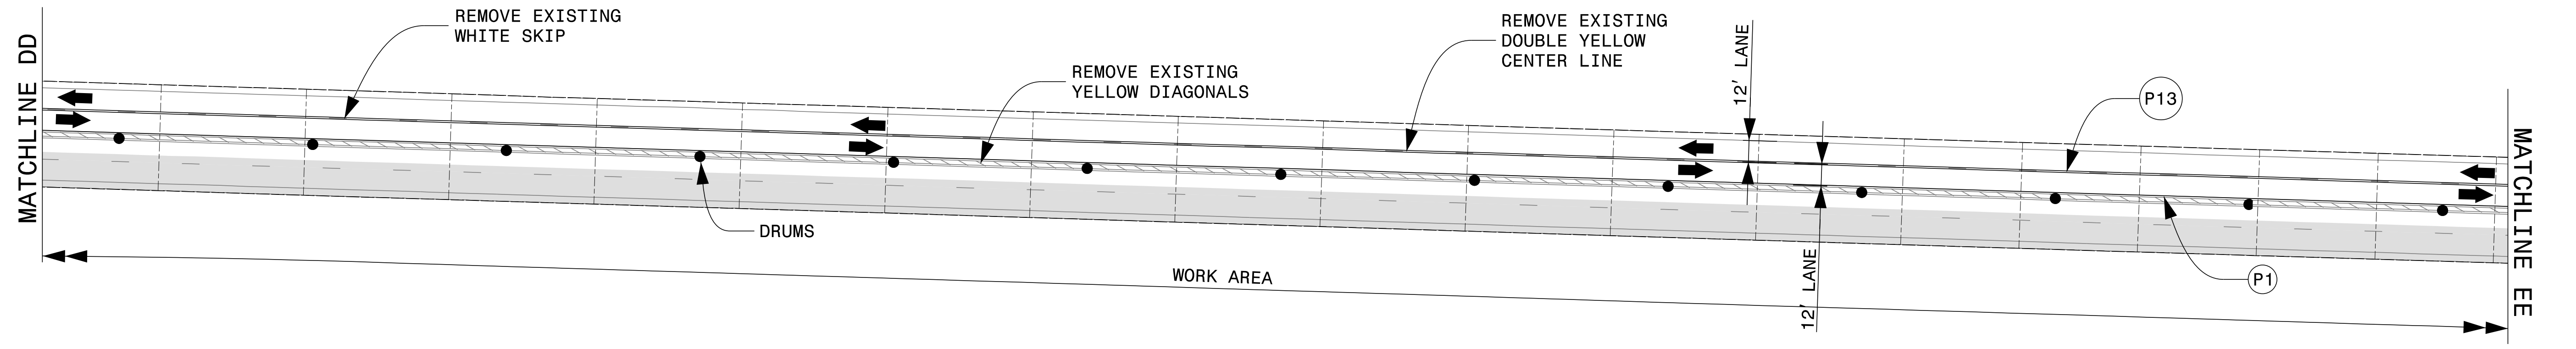 MATCHLINE DD
REMOVE EXISTING
WHITE SKIP
REMOVE EXISTING
YELLOW DIAGONALS
REMOVE EXISTING
DOUBLE YELLOW
CENTER LINE
12' LANE
P13
DRUMS
WORK AREA
12' LANE
P1
MATCHLINE EE